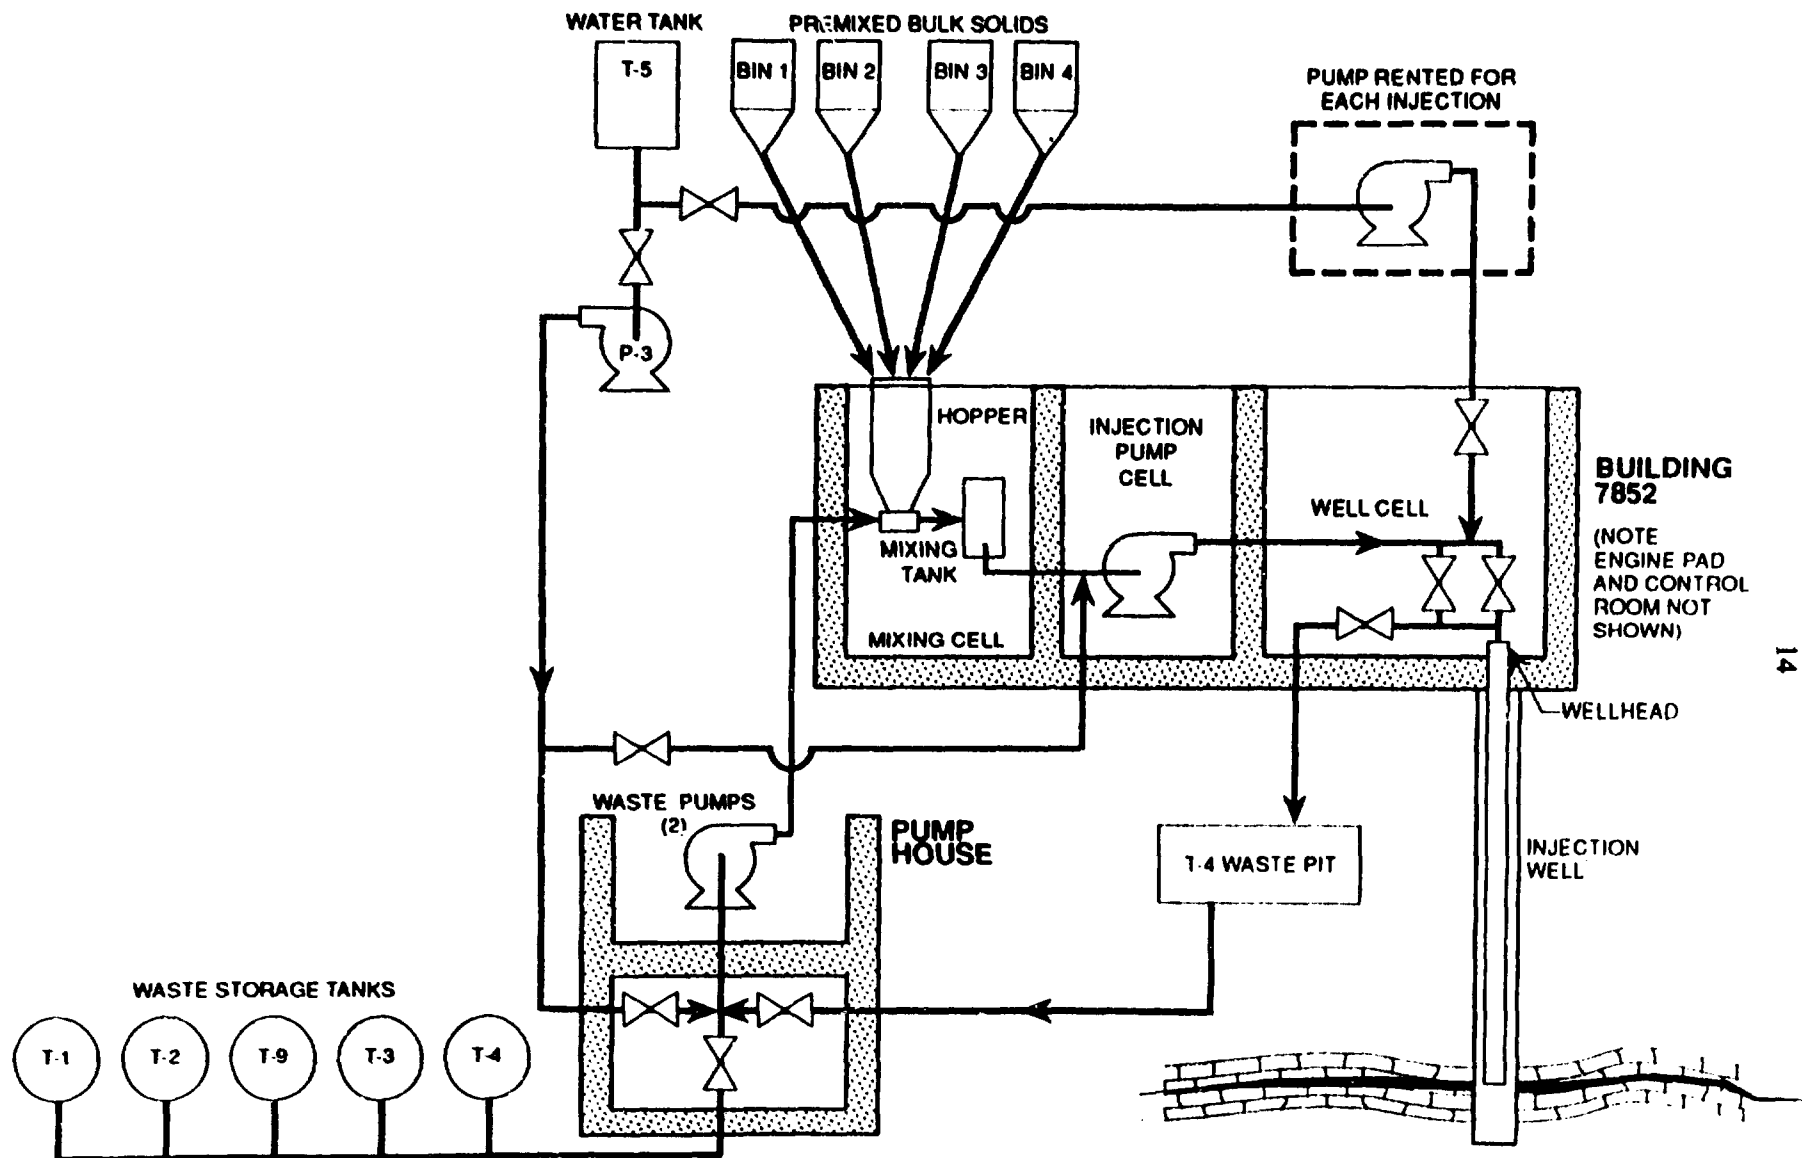 WATER TANK
PREMIXED BULK SOLIDS
T-5
BIN 1
BIN 2
BIN 3
BIN 4
PUMP RENTED FOR
EACH INJECTION
P-3
HOPPER
INJECTION
PUMP
CELL
WELL CELL
BUILDING
7852
(NOTE
ENGINE PAD
AND CONTROL
ROOM NOT
SHOWN)
MIXING
TANK
MIXING CELL
14
WELLHEAD
WASTE PUMPS
(2)
PUMP
HOUSE
T-4 WASTE PIT
INJECTION
WELL
WASTE STORAGE TANKS
T-1
T-2
T-9
T-3
T-4